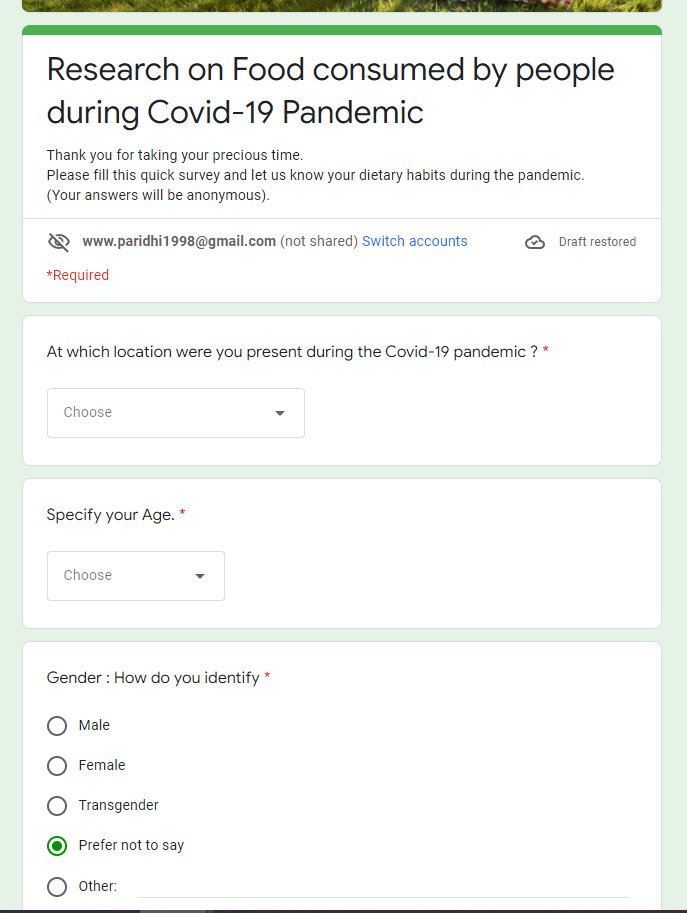 Research on Food consumed by people
during Covid-19 Pandemic
Thank you for taking your precious time.
Please fill this quick survey and let us know your dietary habits during the pandemic.
(Your answers will be anonymous).
www.paridhi1998@gmail.com (not shared) Switch accounts Draft restored
*Required
At which location were you present during the Covid-19 pandemic ? *
Choose
Specify your Age. *
Choose
Gender : How do you identify *
Male
Female
Transgender
Prefer not to say
Other: